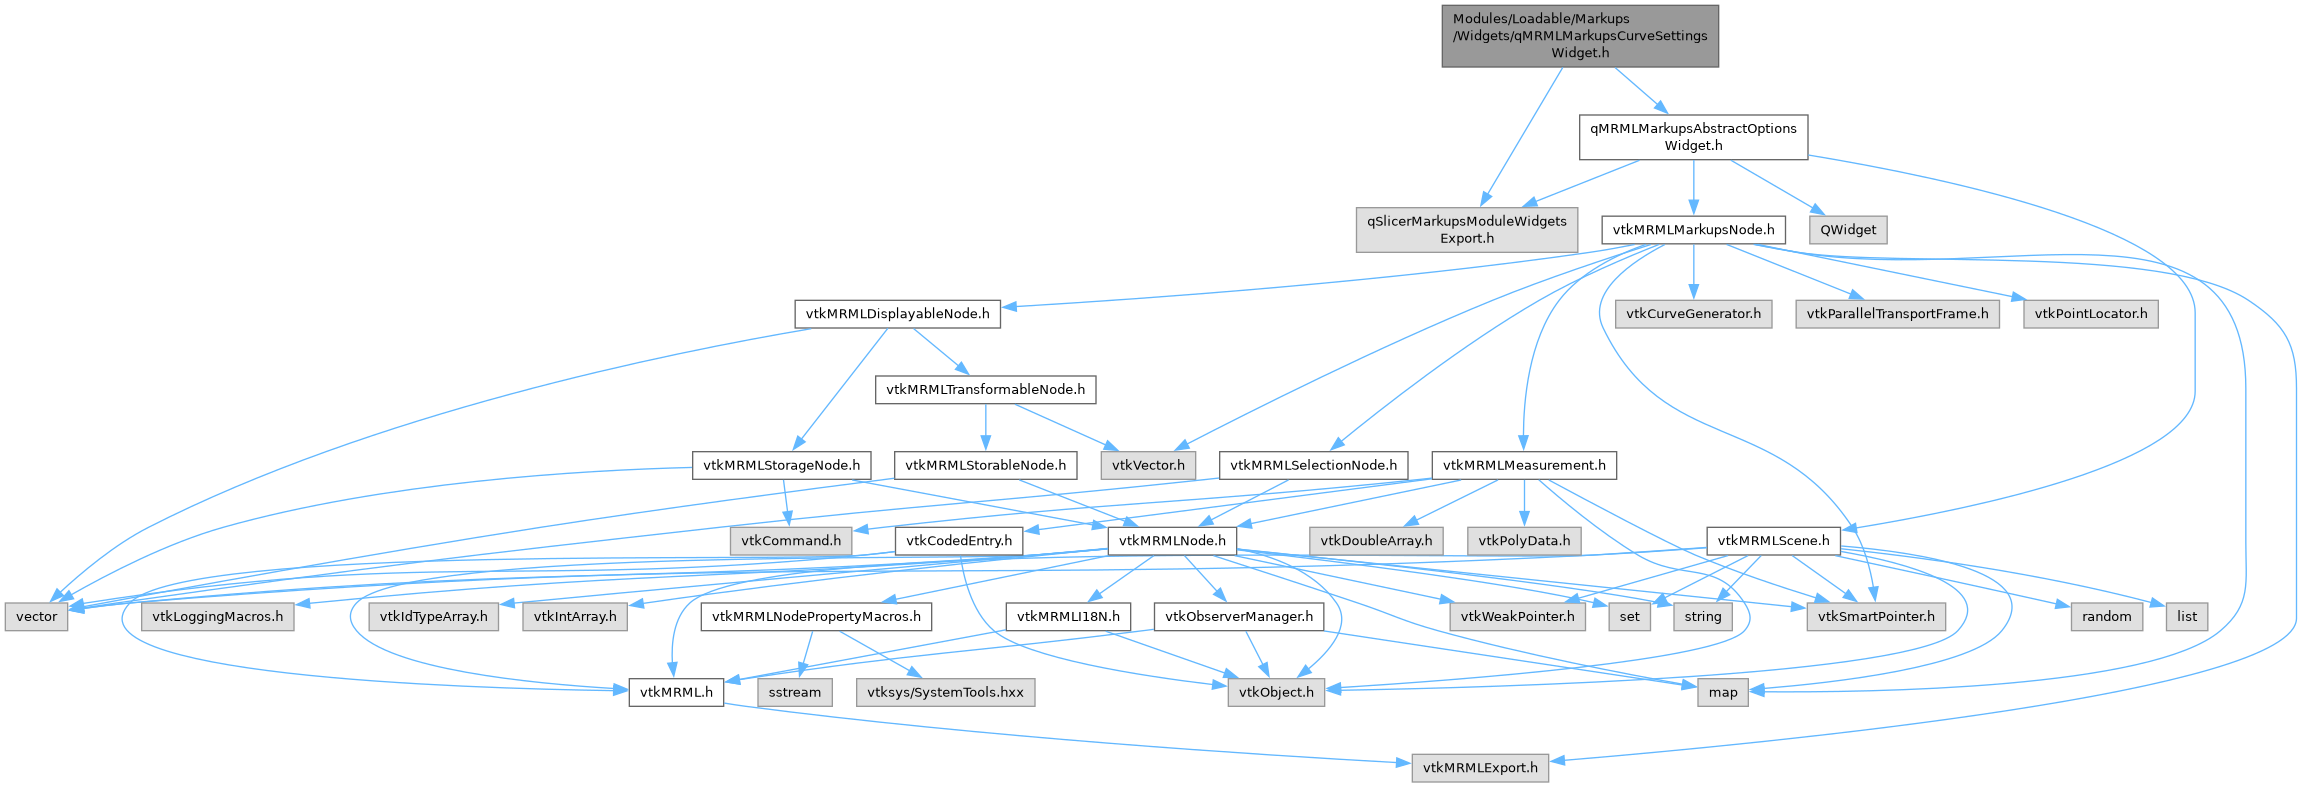 Modules/Loadable/Markups
/Widgets/qMRMLMarkupsCurveSettings
Widget.h
qMRMLMarkupsAbstractOptions
Widget.h
qSlicerMarkupsModuleWidgets
Export.h
vtkMRMLMarkupsNode.h
QWidget
vtkMRMLDisplayableNode.h
vtkCurveGenerator.h
vtkParallelTransportFrame.h
vtkPointLocator.h
vtkMRMLTransformableNode.h
vtkMRMLStorageNode.h
vtkMRMLStorableNode.h
vtkVector.h
vtkMRMLSelectionNode.h
vtkMRMLMeasurement.h
vtkCommand.h
vtkCodedEntry.h
vtkMRMLNode.h
vtkDoubleArray.h
vtkPolyData.h
vtkMRMLScene.h
vector
vtkLoggingMacros.h
vtkIdTypeArray.h
vtkIntArray.h
vtkMRMLNodePropertyMacros.h
vtkMRMLI18N.h
vtkObserverManager.h
vtkWeakPointer.h
set
string
vtkSmartPointer.h
random
list
vtkMRML.h
sstream
vtksys/SystemTools.hxx
vtkObject.h
map
vtkMRMLExport.h